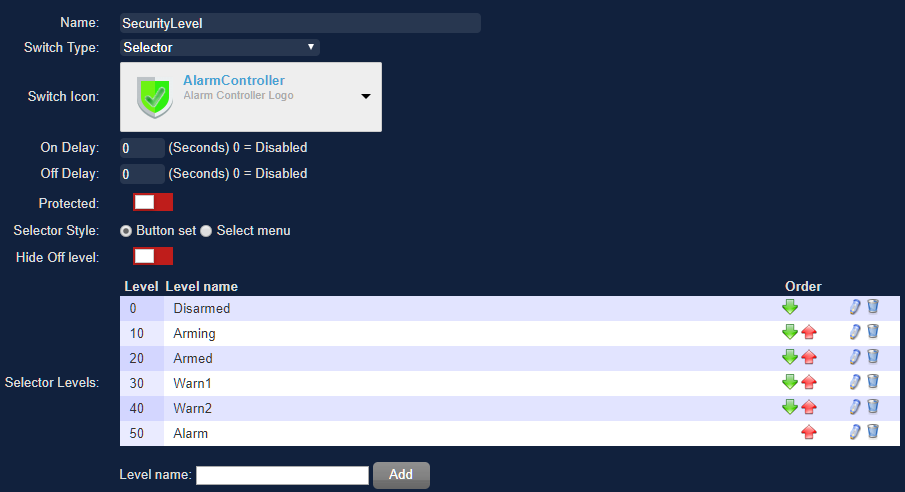 Name: SecurityLevel
Switch Type: Selector
Switch Icon: AlarmController
Alarm Controller Logo
On Delay: 0 (Seconds) 0 = Disabled
Off Delay: 0 (Seconds) 0 = Disabled
Protected:
Selector Style: Button set Select menu
Hide Off level:
Selector Levels:
Level Level name Order
0 Disarmed
10 Arming
20 Armed
30 Warn1
40 Warn2
50 Alarm
Level name: Add